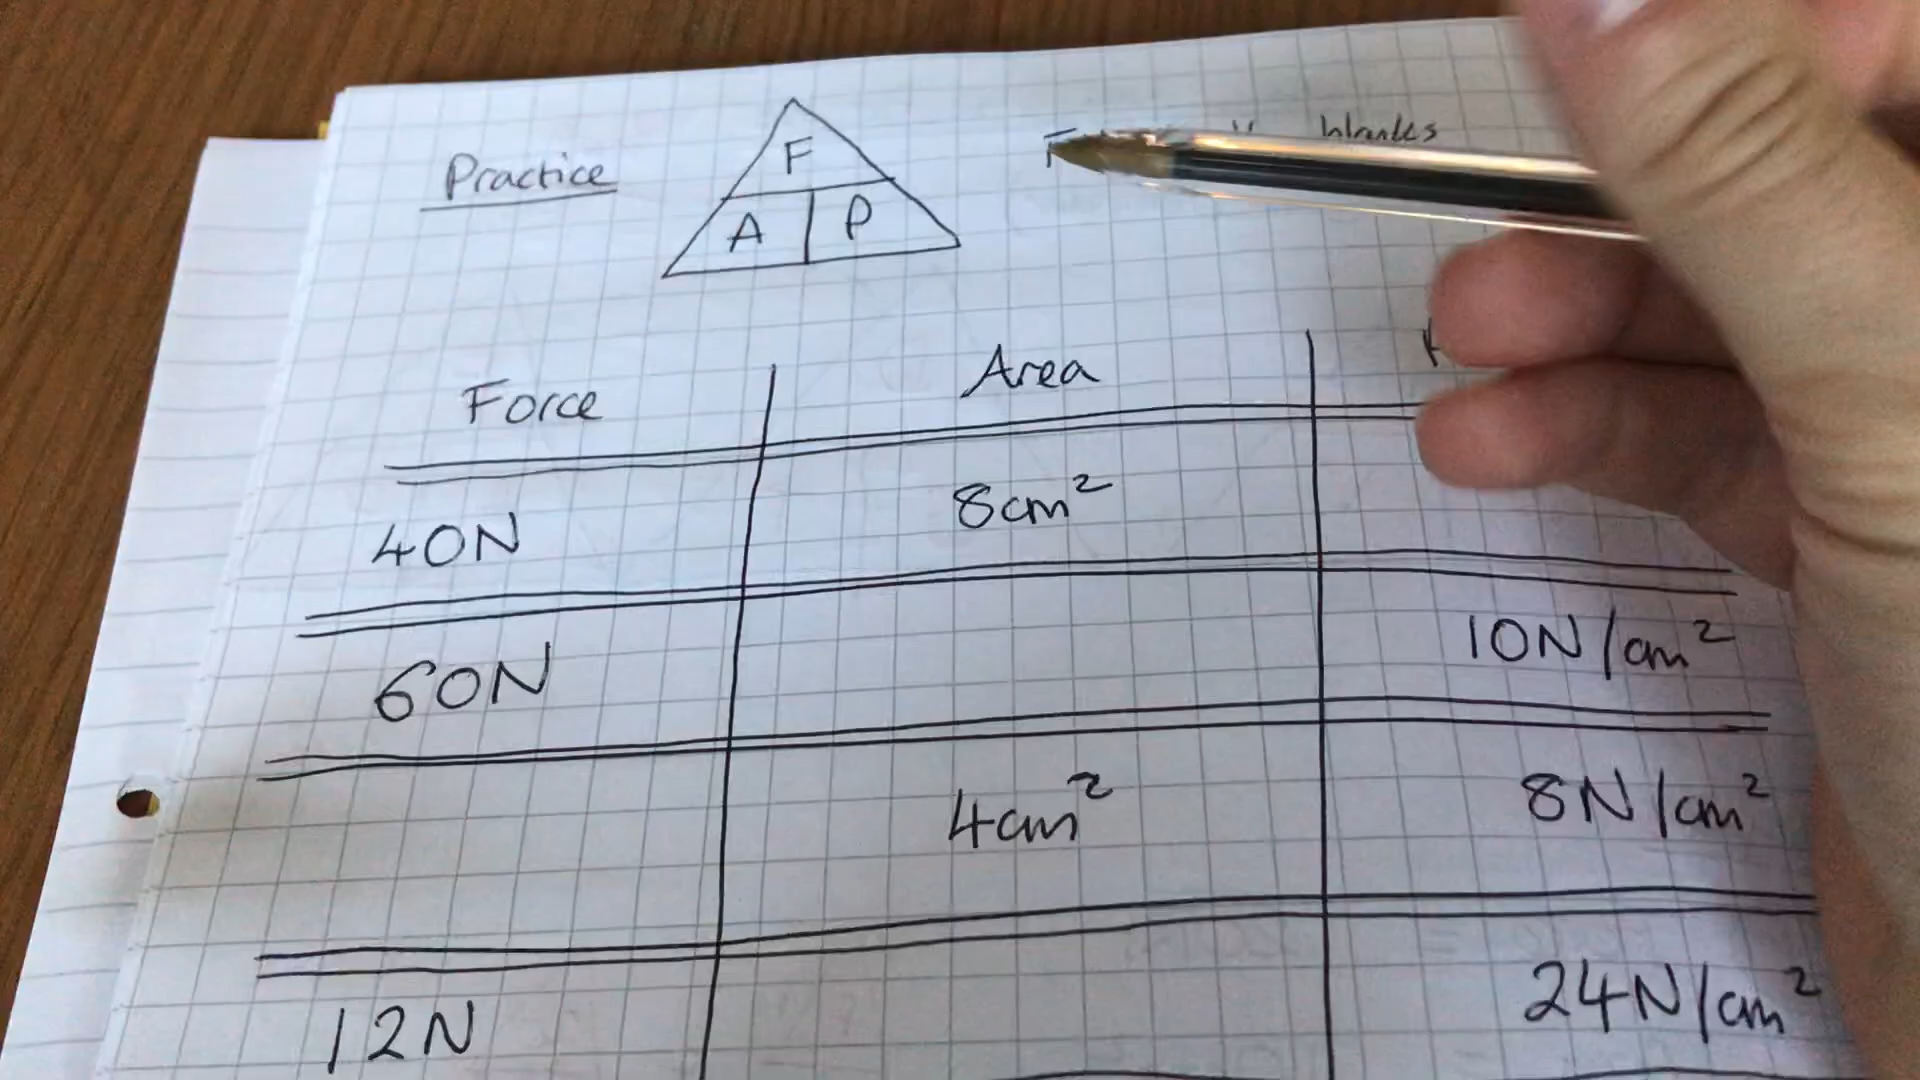 Practice
F
A P
blanks
Force Area
40N 8cm²
60N 10N/cm²
4cm² 8N/cm²
12N 24N/cm²